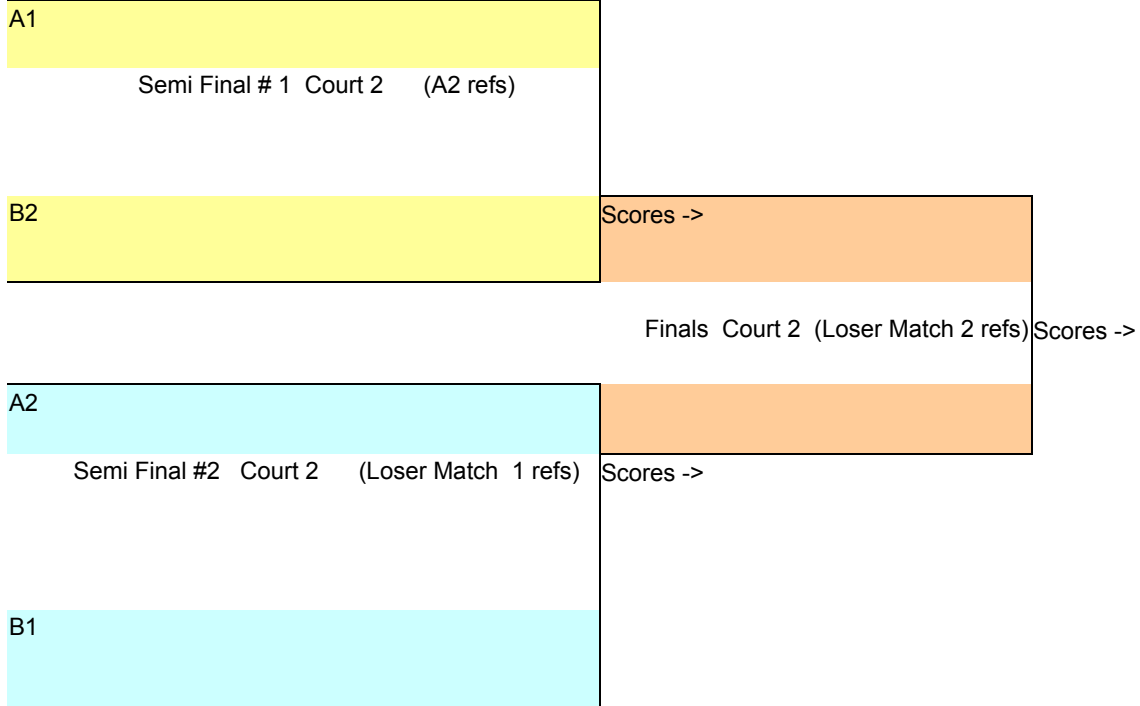 A1
Semi Final # 1 Court 2 (A2 refs)
B2
Scores ->
Finals Court 2 (Loser Match 2 refs)
Scores ->
A2
Semi Final #2 Court 2 (Loser Match 1 refs)
Scores ->
B1